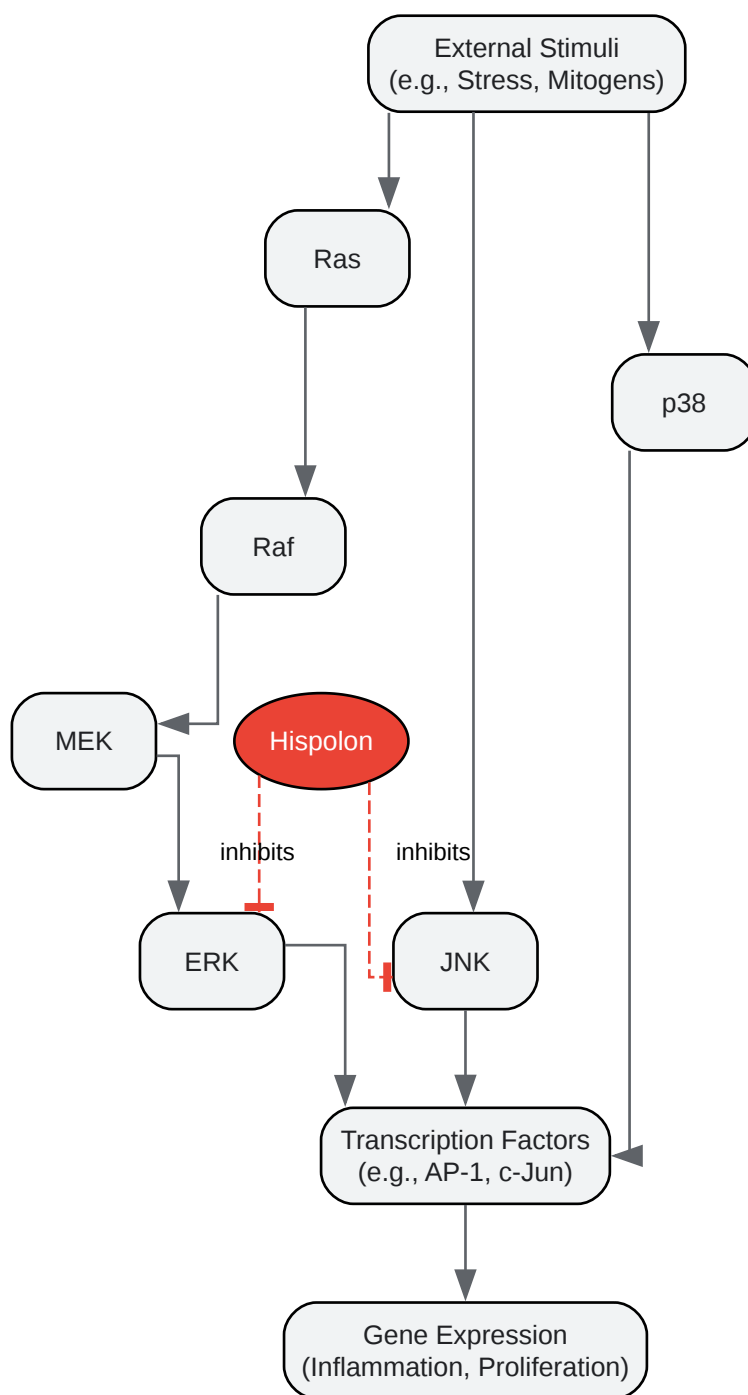 External Stimuli
(e.g., Stress, Mitogens)
Ras
p38
Raf
MEK
Hispolon
inhibits
inhibits
ERK
JNK
Transcription Factors
(e.g., AP-1, c-Jun)
Gene Expression
(Inflammation, Proliferation)